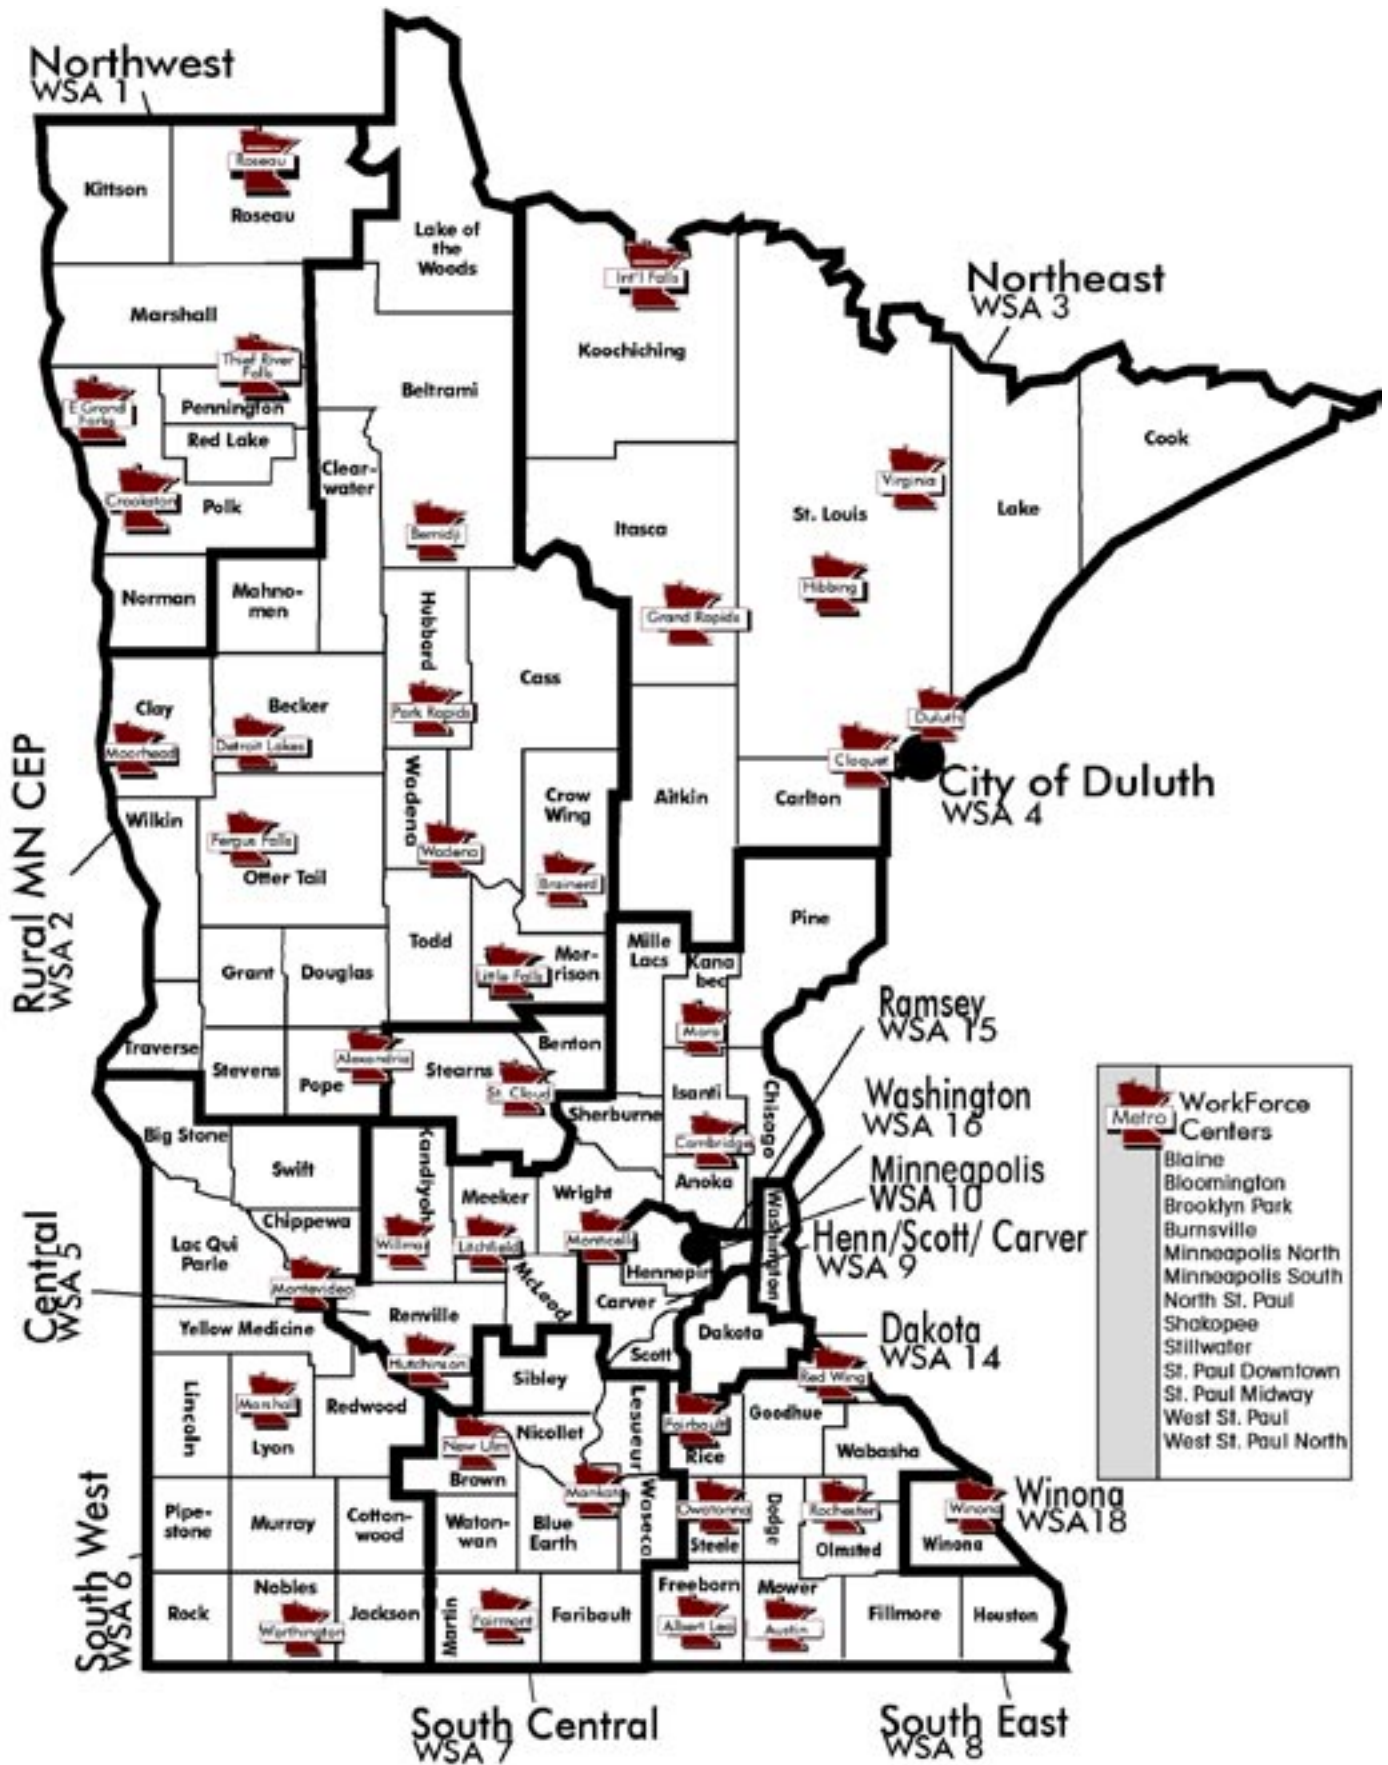 Northwest
WSA 1
Roseau
Kittson
Roseau
Lake of
the
Woods
Int'l Falls
Northeast
WSA 3
Marshall
Koochiching
Thief River
Falls
Beltrami
E Grand
Forks
Pennington
Red Lake
Cook
Clear-
water
Crookston
Polk
Virginia
St. Louis
Lake
Itasca
Bemidji
Norman
Mahno-
men
Hubbard
Hibbing
Grand Rapids
Cass
Clay
Becker
Park Rapids
Duluth
Moorhead
Detroit Lakes
Cloquet
City of Duluth
WSA 4
Wadena
Crow
Wing
Aitkin
Carlton
Rural MN CEP
WSA 2
Wilkin
Fergus Falls
Wadena
Otter Tail
Brainerd
Pine
Todd
Mille
Lacs
Grant
Douglas
Little Falls
Mor-
rison
Kana
bec
Ramsey
WSA 15
Mora
Traverse
Stevens
Pope
Alexandria
Stearns
Benton
St. Cloud
Isanti
Chisago
Sherburne
Washington
WSA 16
Big Stone
Swift
Kandiyohi
Cambridge
Meeker
Wright
Anoka
Minneapolis
WSA 10
Washington
Chippewa
Lac Qui
Parle
Willmar
Litchfield
Monticello
Henn/Scott/ Carver
WSA 9
Hennepin
Montevideo
McLeod
Carver
Central
WSA 5
Renville
Yellow Medicine
Dakota
Dakota
WSA 14
Hutchinson
Scott
Sibley
Red Wing
Lincoln
Marshall
Redwood
Lesueur
Fairbault
Goodhue
Lyon
New Ulm
Nicollet
Rice
Wabasha
Brown
Mankato
South West
WSA 6
Pipe-
stone
Murray
Cotton-
wood
Waton-
wan
Blue
Earth
Waseco
Owatonna
Steele
Dodge
Rochester
Olmsted
Winona
Winona
Winona
WSA18
Rock
Nobles
Worthington
Jackson
Martin
Fairmont
Faribault
Freeborn
Albert Lea
Mower
Austin
Fillmore
Houston
South Central
WSA 7
South East
WSA 8
Metro
WorkForce
Centers
Blaine
Bloomington
Brooklyn Park
Burnsville
Minneapolis North
Minneapolis South
North St. Paul
Shakopee
Stillwater
St. Paul Downtown
St. Paul Midway
West St. Paul
West St. Paul North